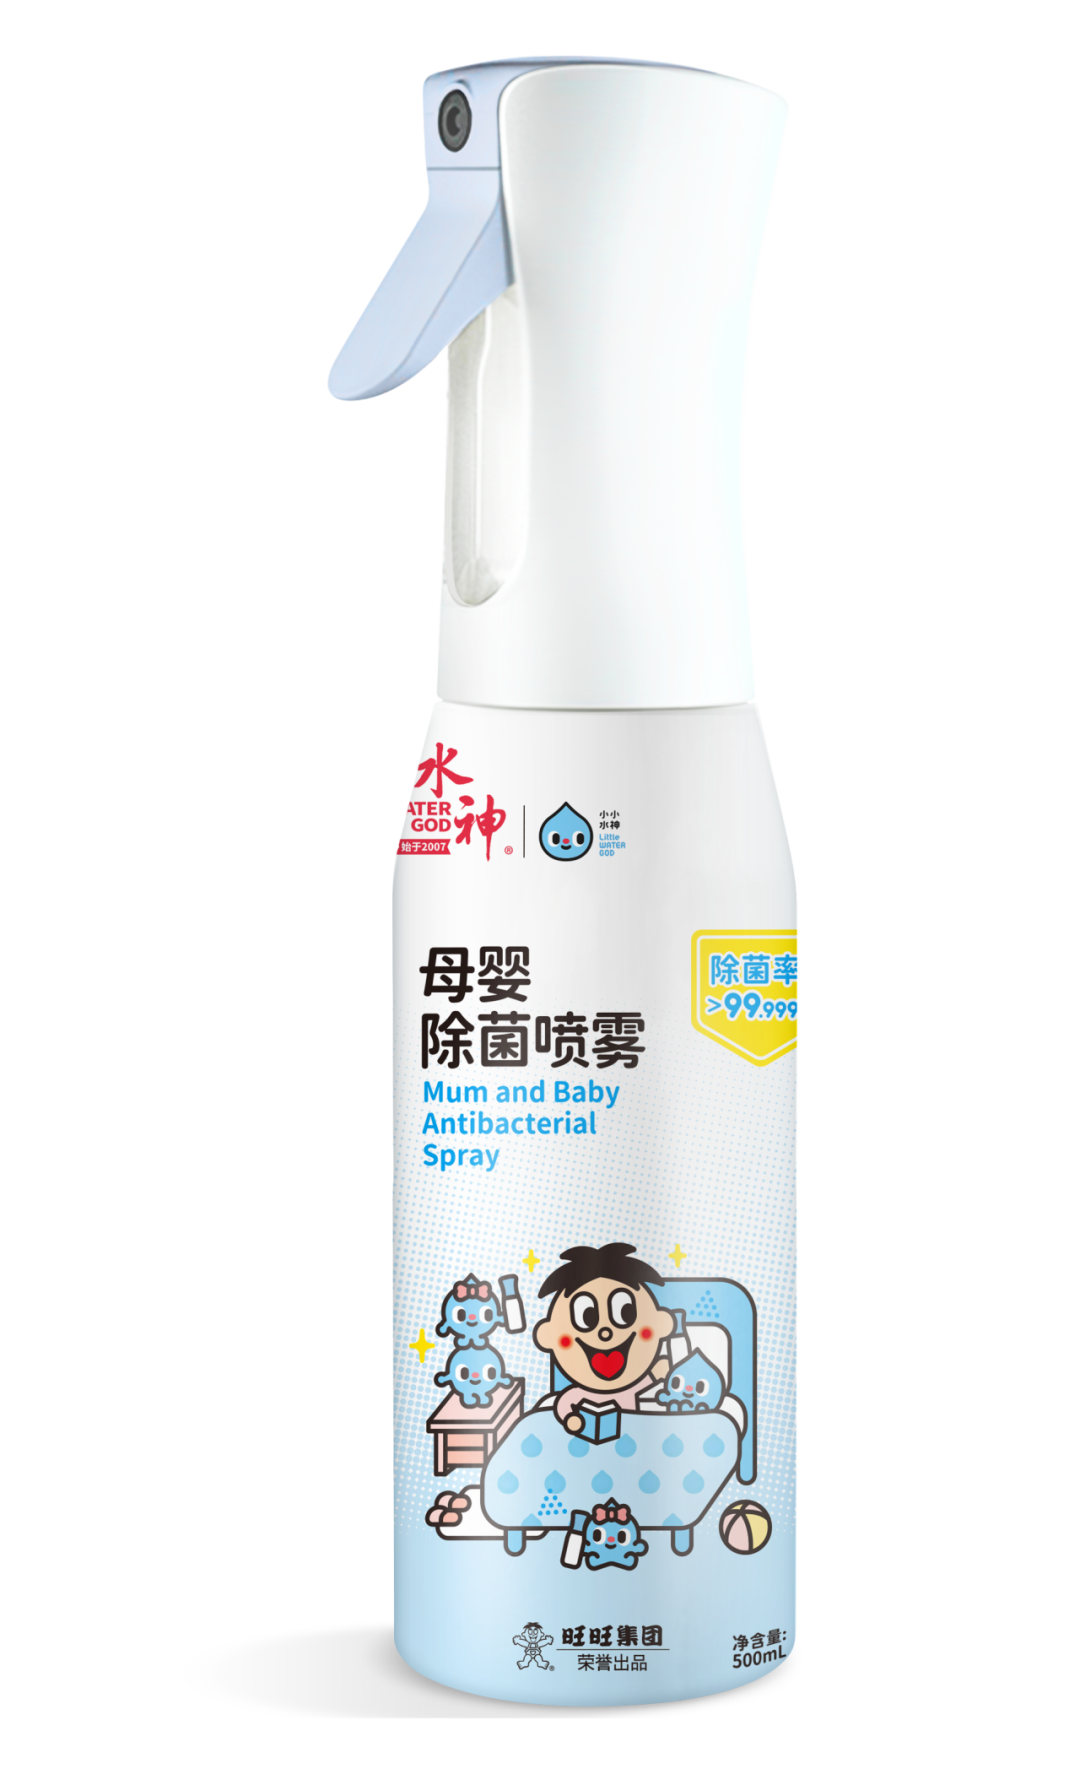 水神
ATER
GOD
始于2007
®
小小
水神
Little
WATER
GOD
除菌率
>99.999
母婴
除菌喷雾
Mum and Baby
Antibacterial
Spray
旺旺集团
®
荣誉出品
净含量:
500mL